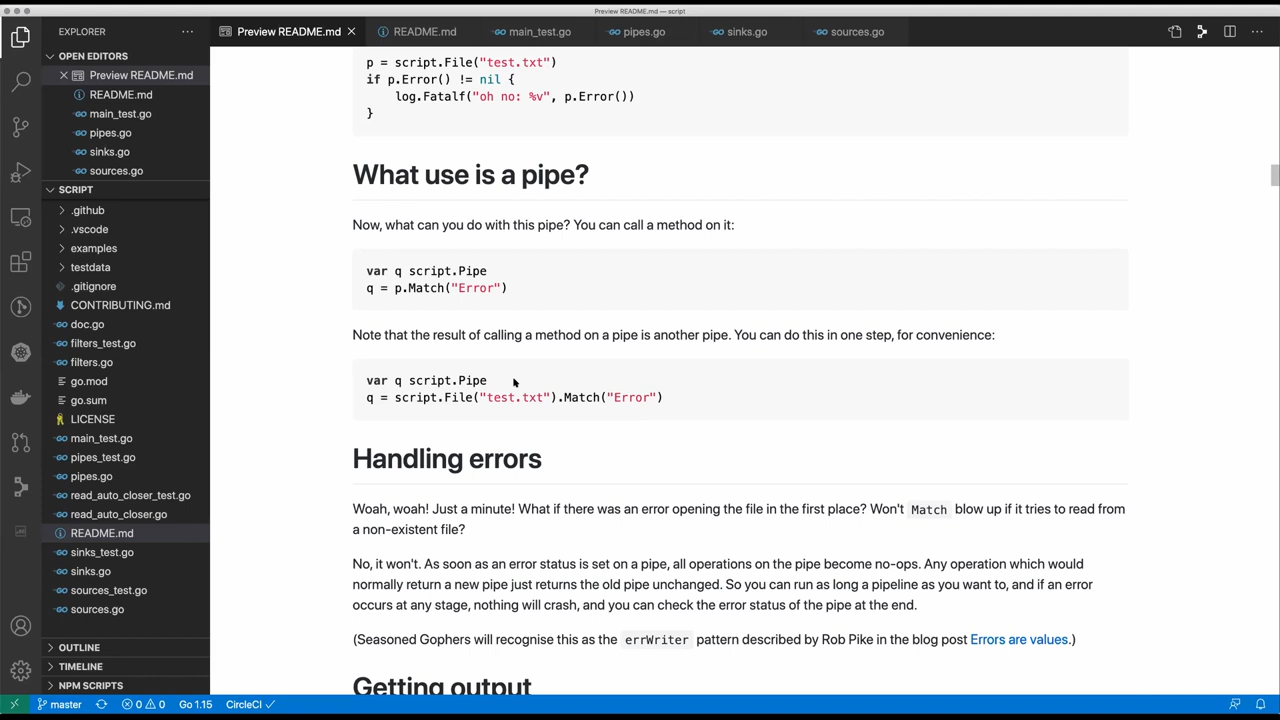 Preview README.md — script
EXPLORER
Preview README.md
README.md
main_test.go
pipes.go
sinks.go
sources.go
OPEN EDITORS
Preview README.md
README.md
main_test.go
pipes.go
sinks.go
sources.go
SCRIPT
.github
.vscode
examples
testdata
.gitignore
CONTRIBUTING.md
doc.go
filters_test.go
filters.go
go.mod
go.sum
LICENSE
main_test.go
pipes_test.go
pipes.go
read_auto_closer_test.go
read_auto_closer.go
README.md
sinks_test.go
sinks.go
sources_test.go
sources.go
OUTLINE
TIMELINE
NPM SCRIPTS
p = script.File("test.txt")
if p.Error() != nil {
log.Fatalf("oh no: %v", p.Error())
}
What use is a pipe?
Now, what can you do with this pipe? You can call a method on it:
var q script.Pipe
q = p.Match("Error")
Note that the result of calling a method on a pipe is another pipe. You can do this in one step, for convenience:
var q script.Pipe
q = script.File("test.txt").Match("Error")
Handling errors
Woah, woah! Just a minute! What if there was an error opening the file in the first place? Won't Match blow up if it tries to read from
a non-existent file?
No, it won't. As soon as an error status is set on a pipe, all operations on the pipe become no-ops. Any operation which would
normally return a new pipe just returns the old pipe unchanged. So you can run as long a pipeline as you want to, and if an error
occurs at any stage, nothing will crash, and you can check the error status of the pipe at the end.
(Seasoned Gophers will recognise this as the errWriter pattern described by Rob Pike in the blog post Errors are values.)
Getting output
master
0
0
Go 1.15
CircleCI ✓